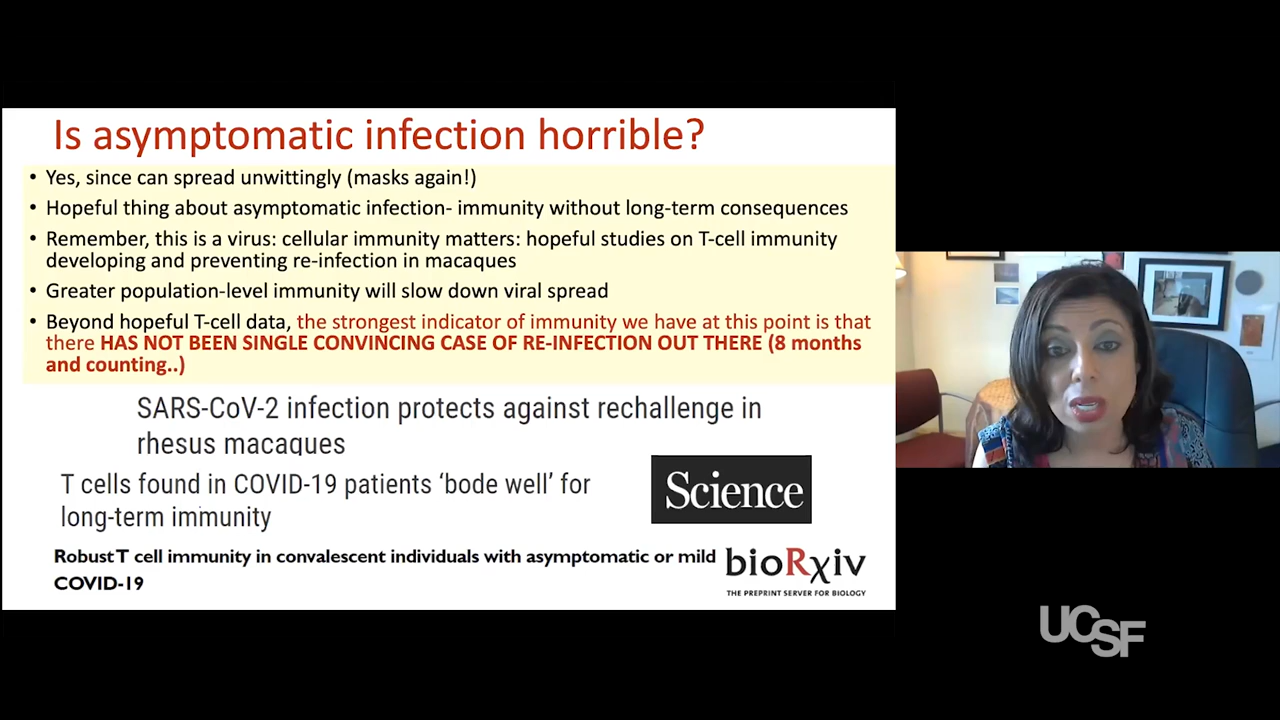 Is asymptomatic infection horrible?
• Yes, since can spread unwittingly (masks again!)
• Hopeful thing about asymptomatic infection- immunity without long-term consequences
• Remember, this is a virus: cellular immunity matters: hopeful studies on T-cell immunity
developing and preventing re-infection in macaques
• Greater population-level immunity will slow down viral spread
• Beyond hopeful T-cell data, the strongest indicator of immunity we have at this point is that
there HAS NOT BEEN SINGLE CONVINCING CASE OF RE-INFECTION OUT THERE (8 months
and counting..)
SARS-CoV-2 infection protects against rechallenge in
rhesus macaques
T cells found in COVID-19 patients ‘bode well’ for
long-term immunity
Science
Robust T cell immunity in convalescent individuals with asymptomatic or mild
COVID-19
bioRxiv
THE PREPRINT SERVER FOR BIOLOGY
UCSF